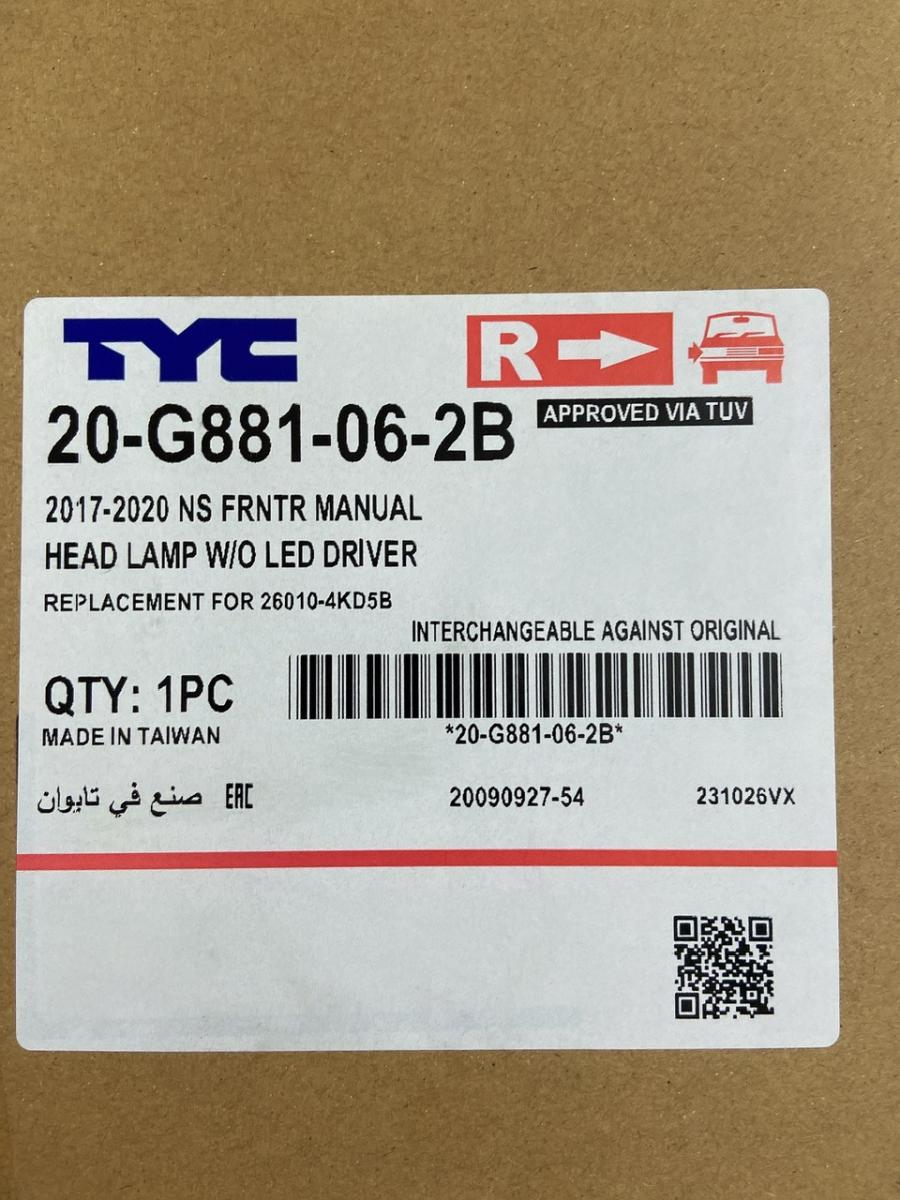 TYC
R
20-G881-06-2B
APPROVED VIA TUV
2017-2020 NS FRNTR MANUAL
HEAD LAMP W/O LED DRIVER
REPLACEMENT FOR 26010-4KD5B
INTERCHANGEABLE AGAINST ORIGINAL
QTY: 1PC
MADE IN TAIWAN
*20-G881-06-2B*
صنع في تايوان EAC 20090927-54 231026VX